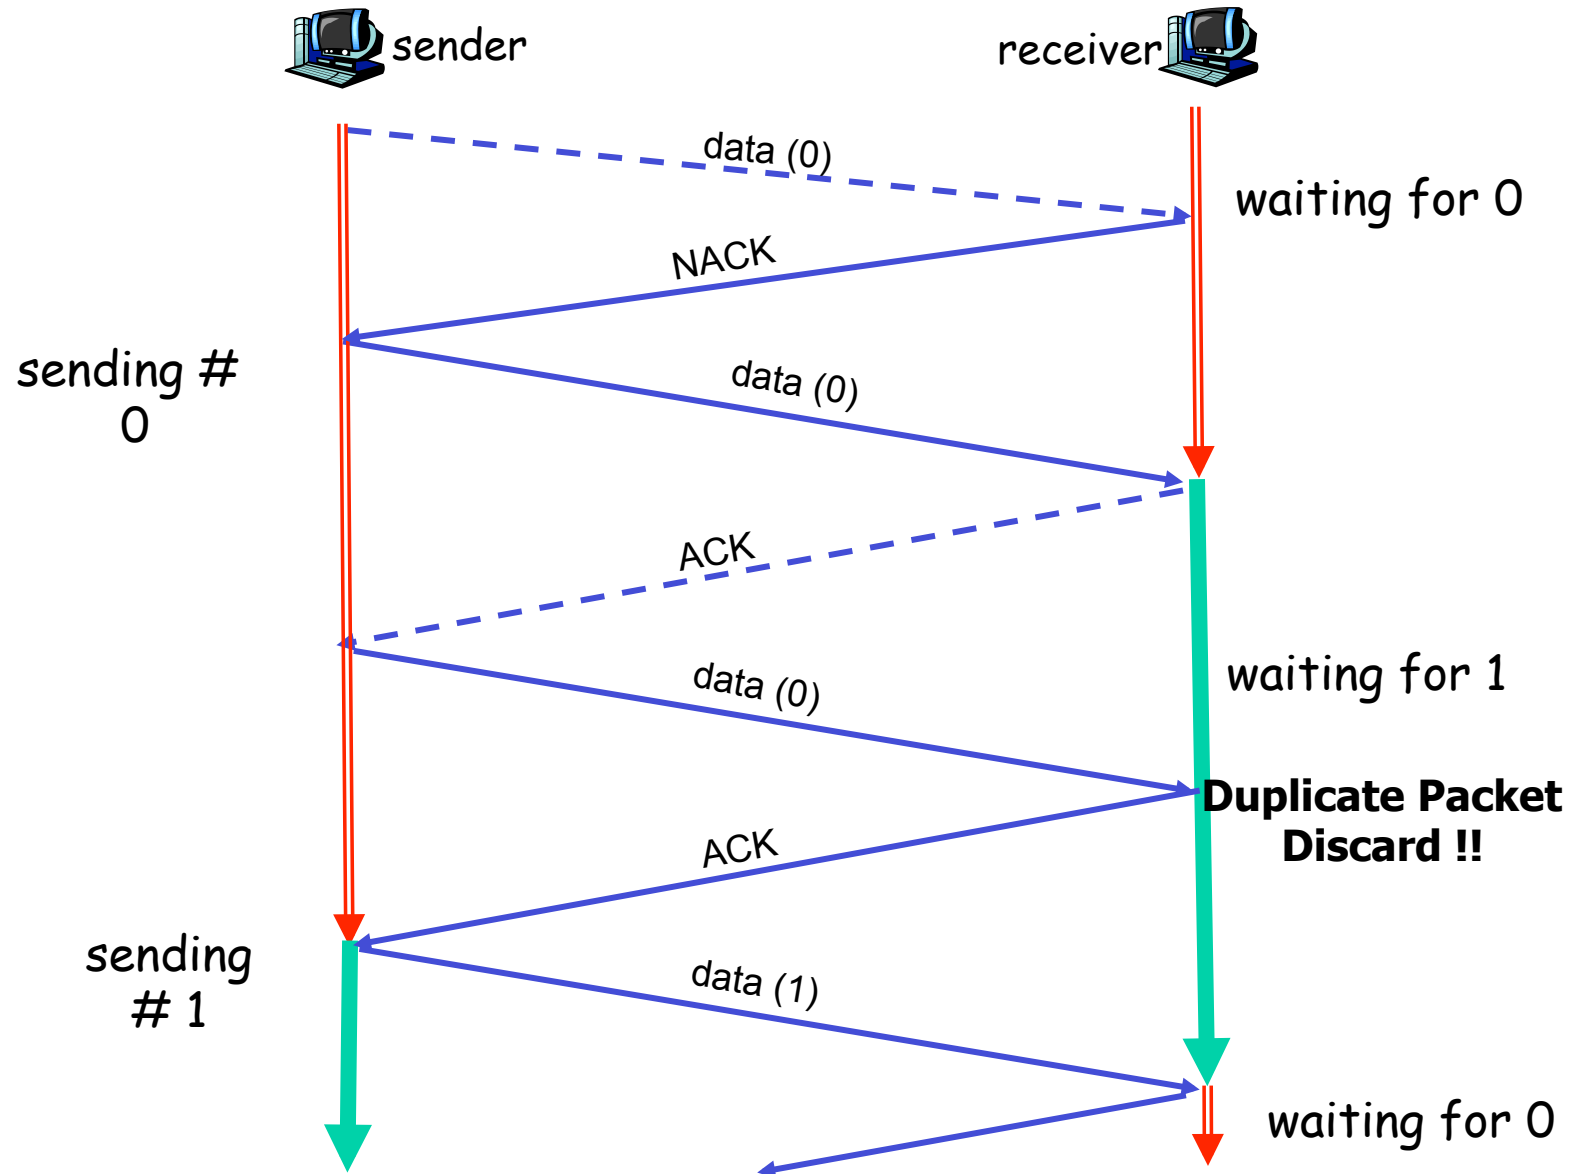 sender
receiver
data (0)
waiting for 0
NACK
sending #
0
data (0)
ACK
waiting for 1
data (0)
Duplicate Packet
Discard !!
ACK
sending
# 1
data (1)
waiting for 0